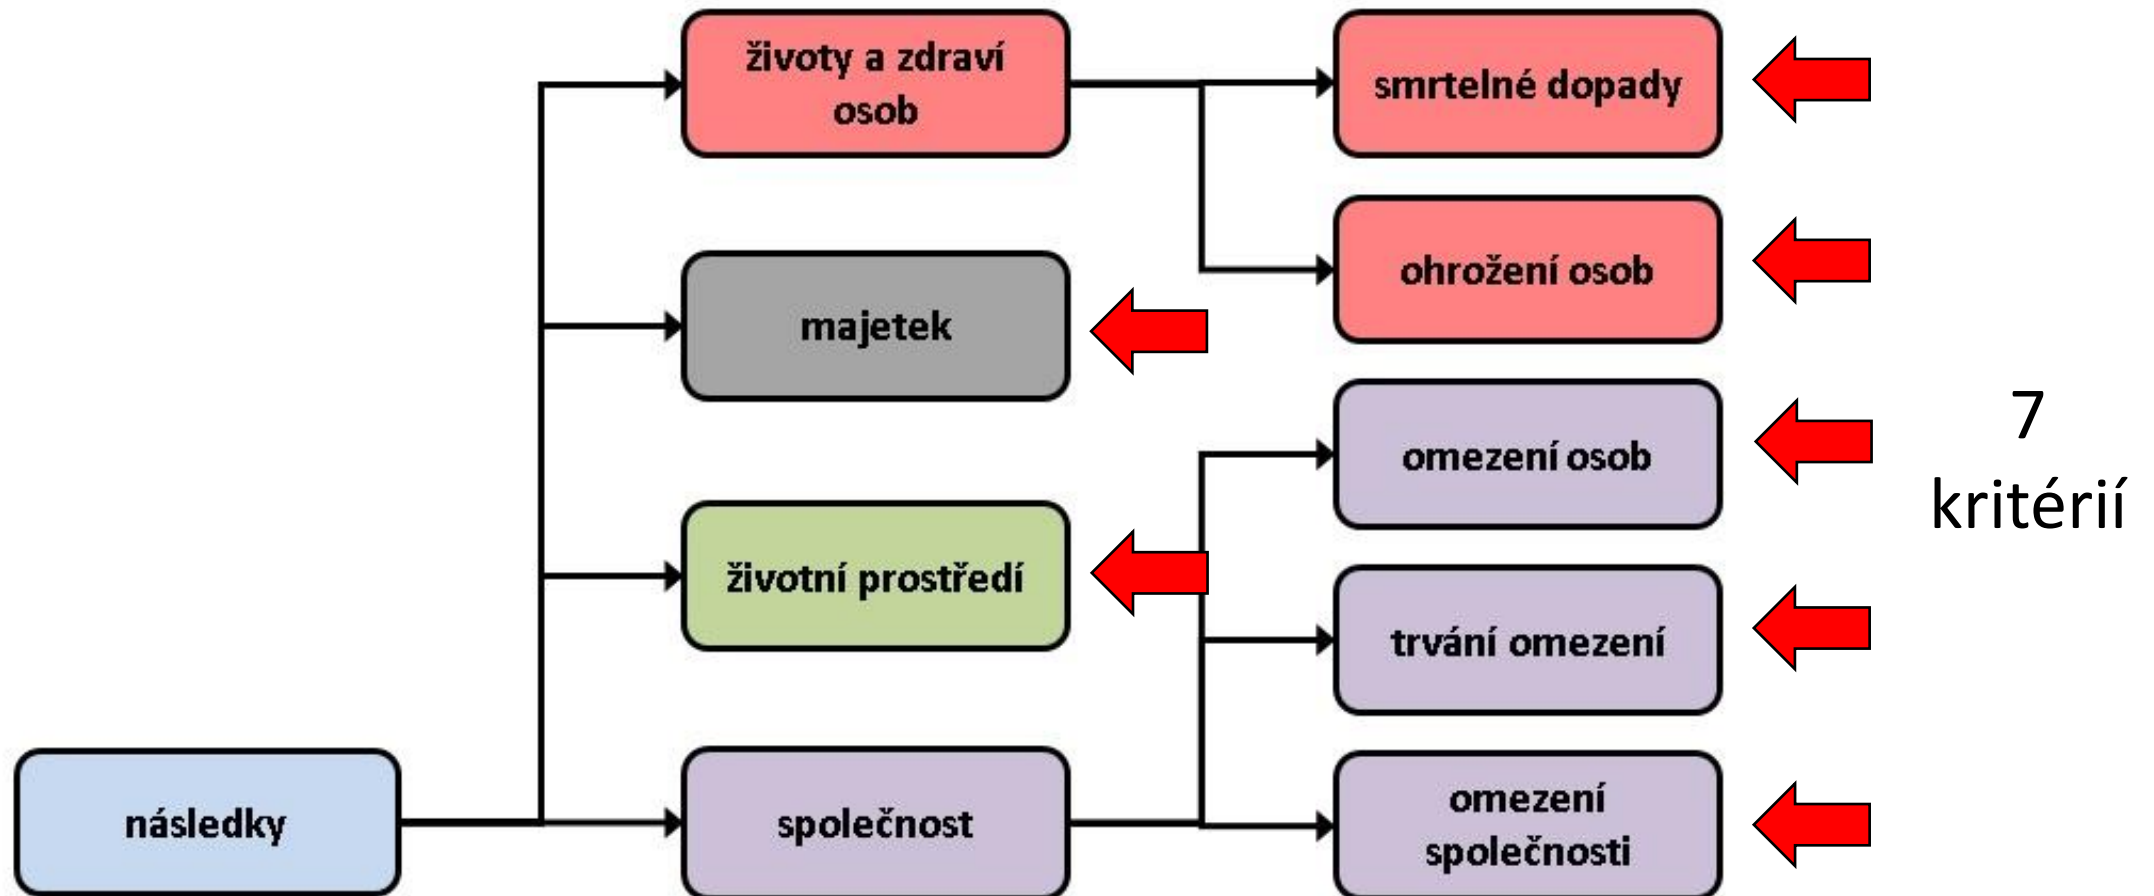 životy a zdraví
osob
smrtelné dopady
ohrožení osob
majetek
omezení osob
7
kritérií
životní prostředí
trvání omezení
následky
společnost
omezení
společnosti